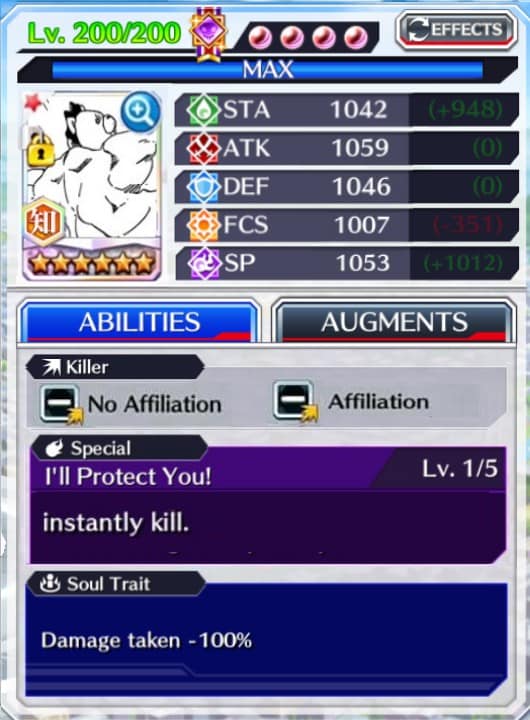 Lv. 200/200
EFFECTS
MAX
STA 1042 (+948)
ATK 1059 (0)
DEF 1046 (0)
知
FCS 1007 (-351)
SP 1053 (+1012)
ABILITIES AUGMENTS
Killer
No Affiliation Affiliation
Special
I'll Protect You! Lv. 1/5
instantly kill.
Soul Trait
Damage taken -100%